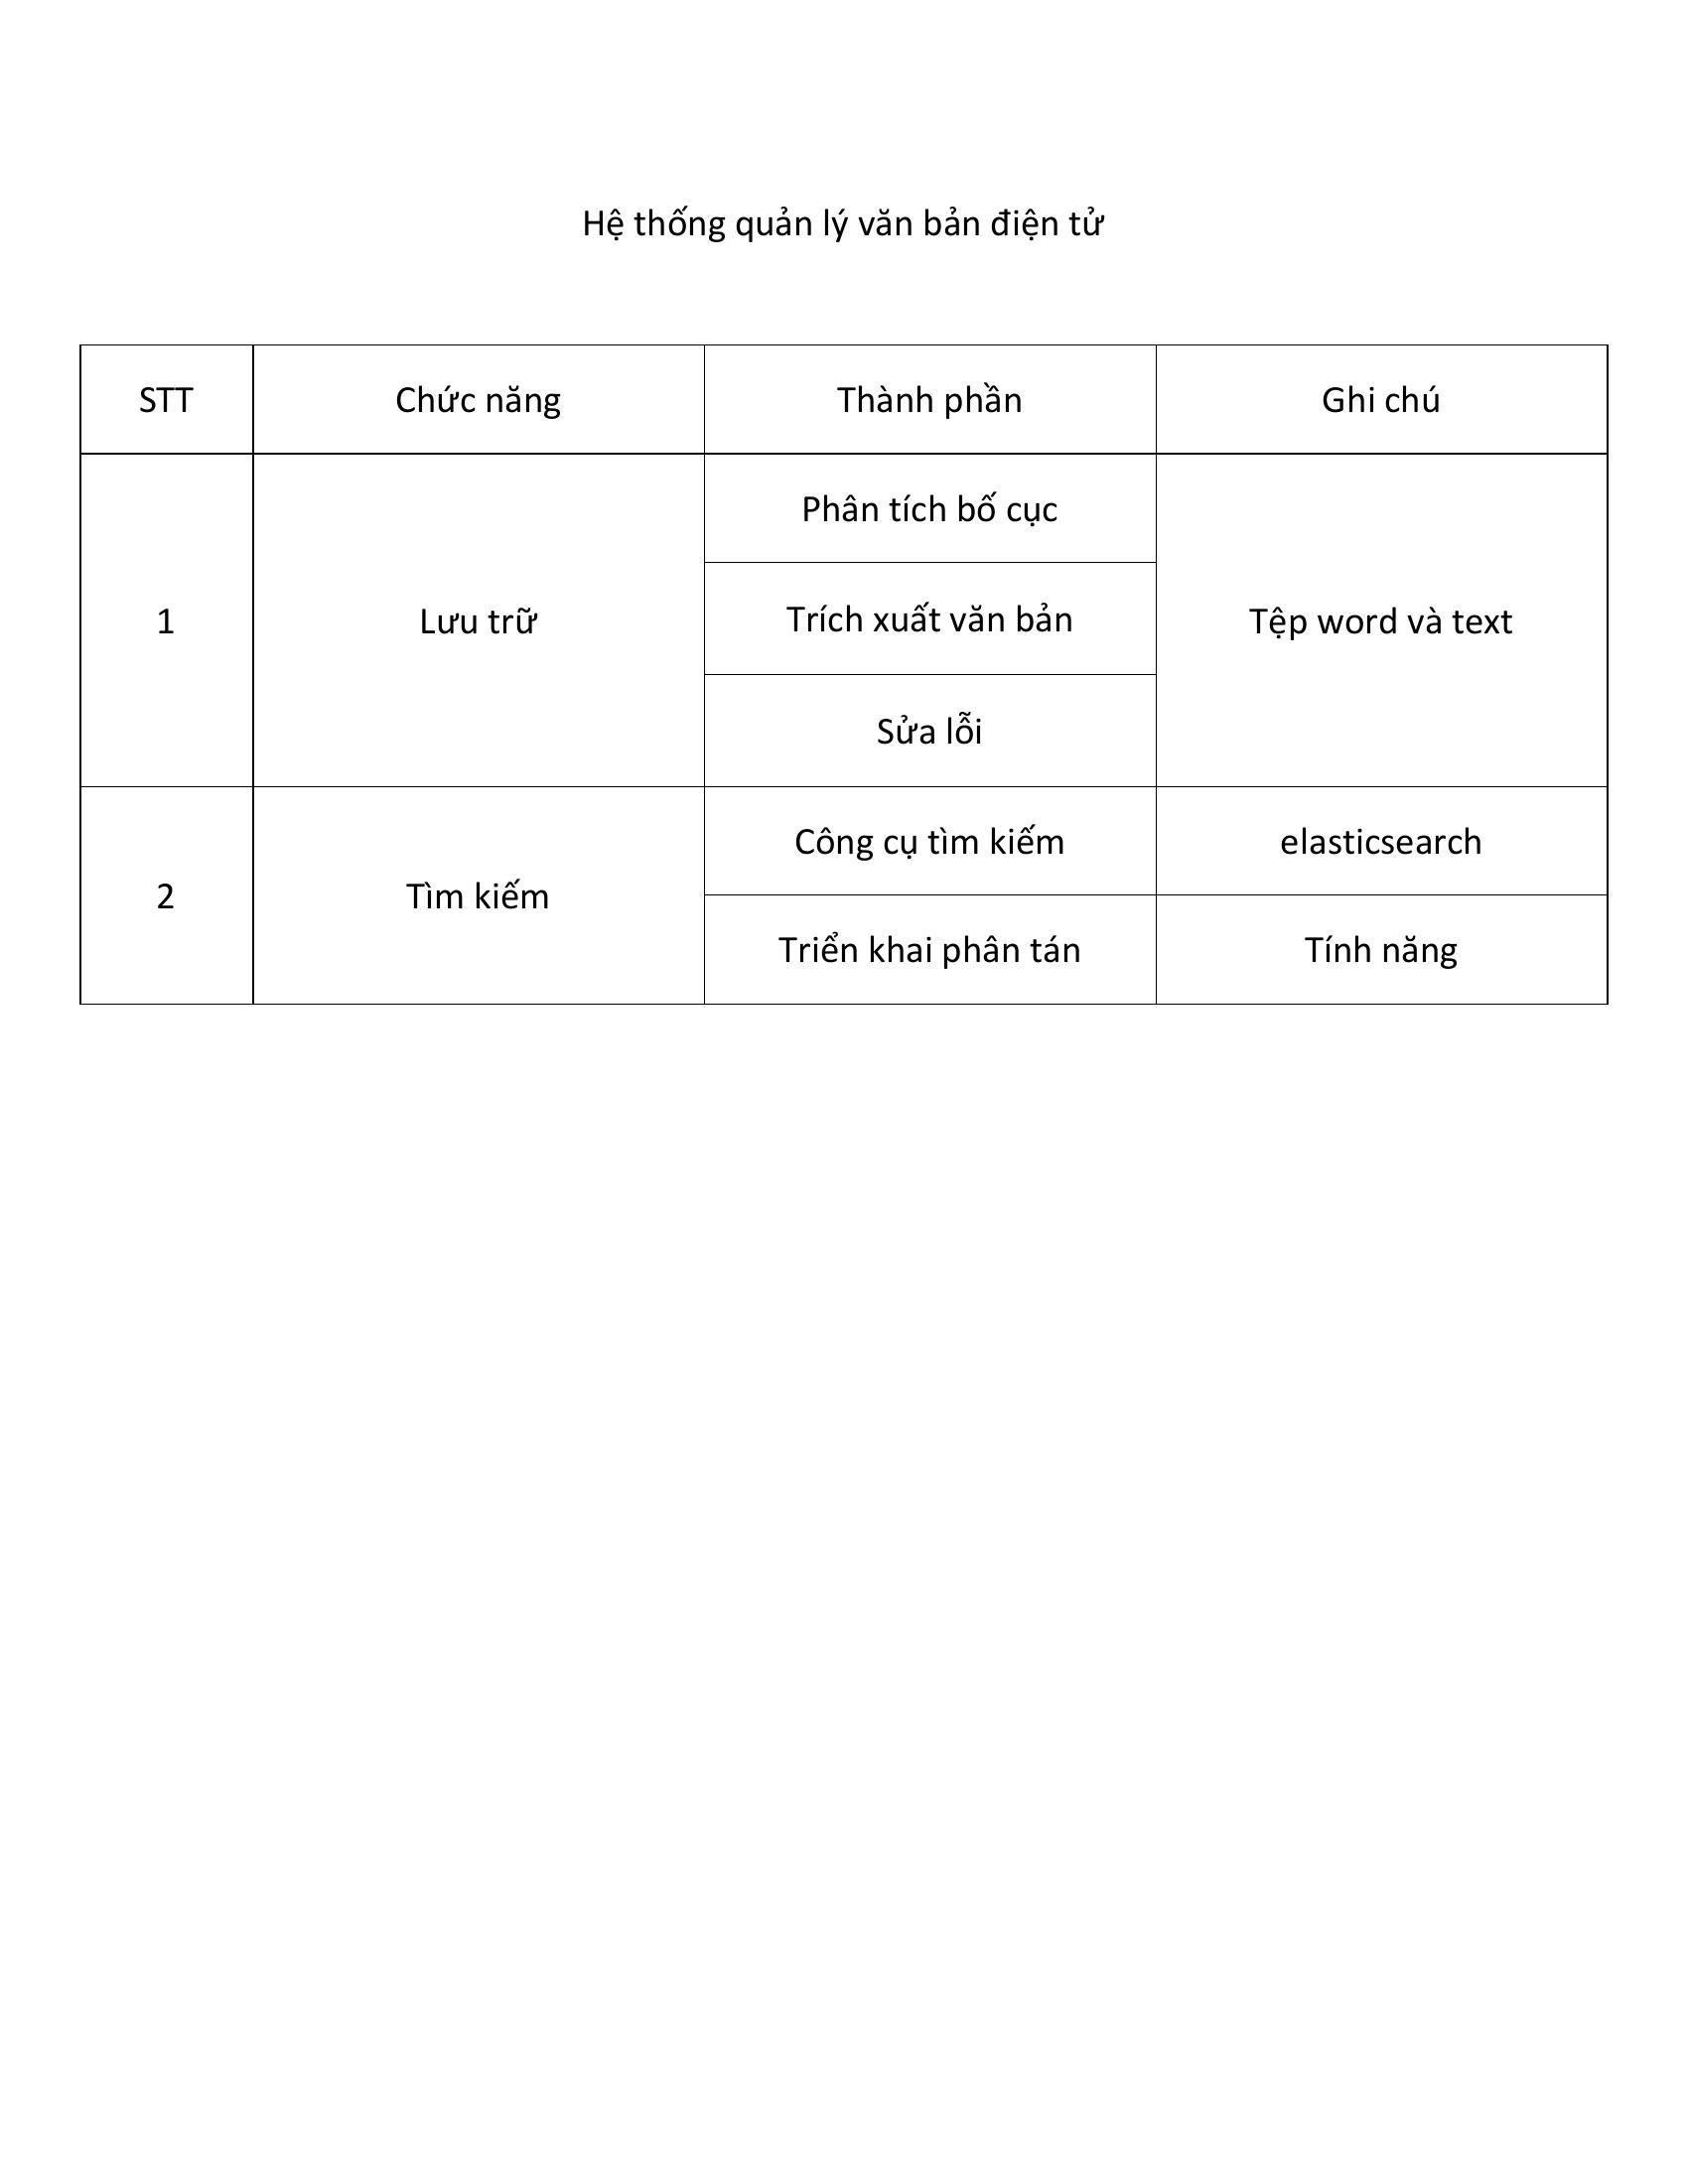 Hệ thống quản lý văn bản điện tử
STT Chức năng Thành phần Ghi chú
1 Lưu trữ Phân tích bố cục Tệp word và text
Trích xuất văn bản
Sửa lỗi
2 Tìm kiếm Công cụ tìm kiếm elasticsearch
Triển khai phân tán Tính năng